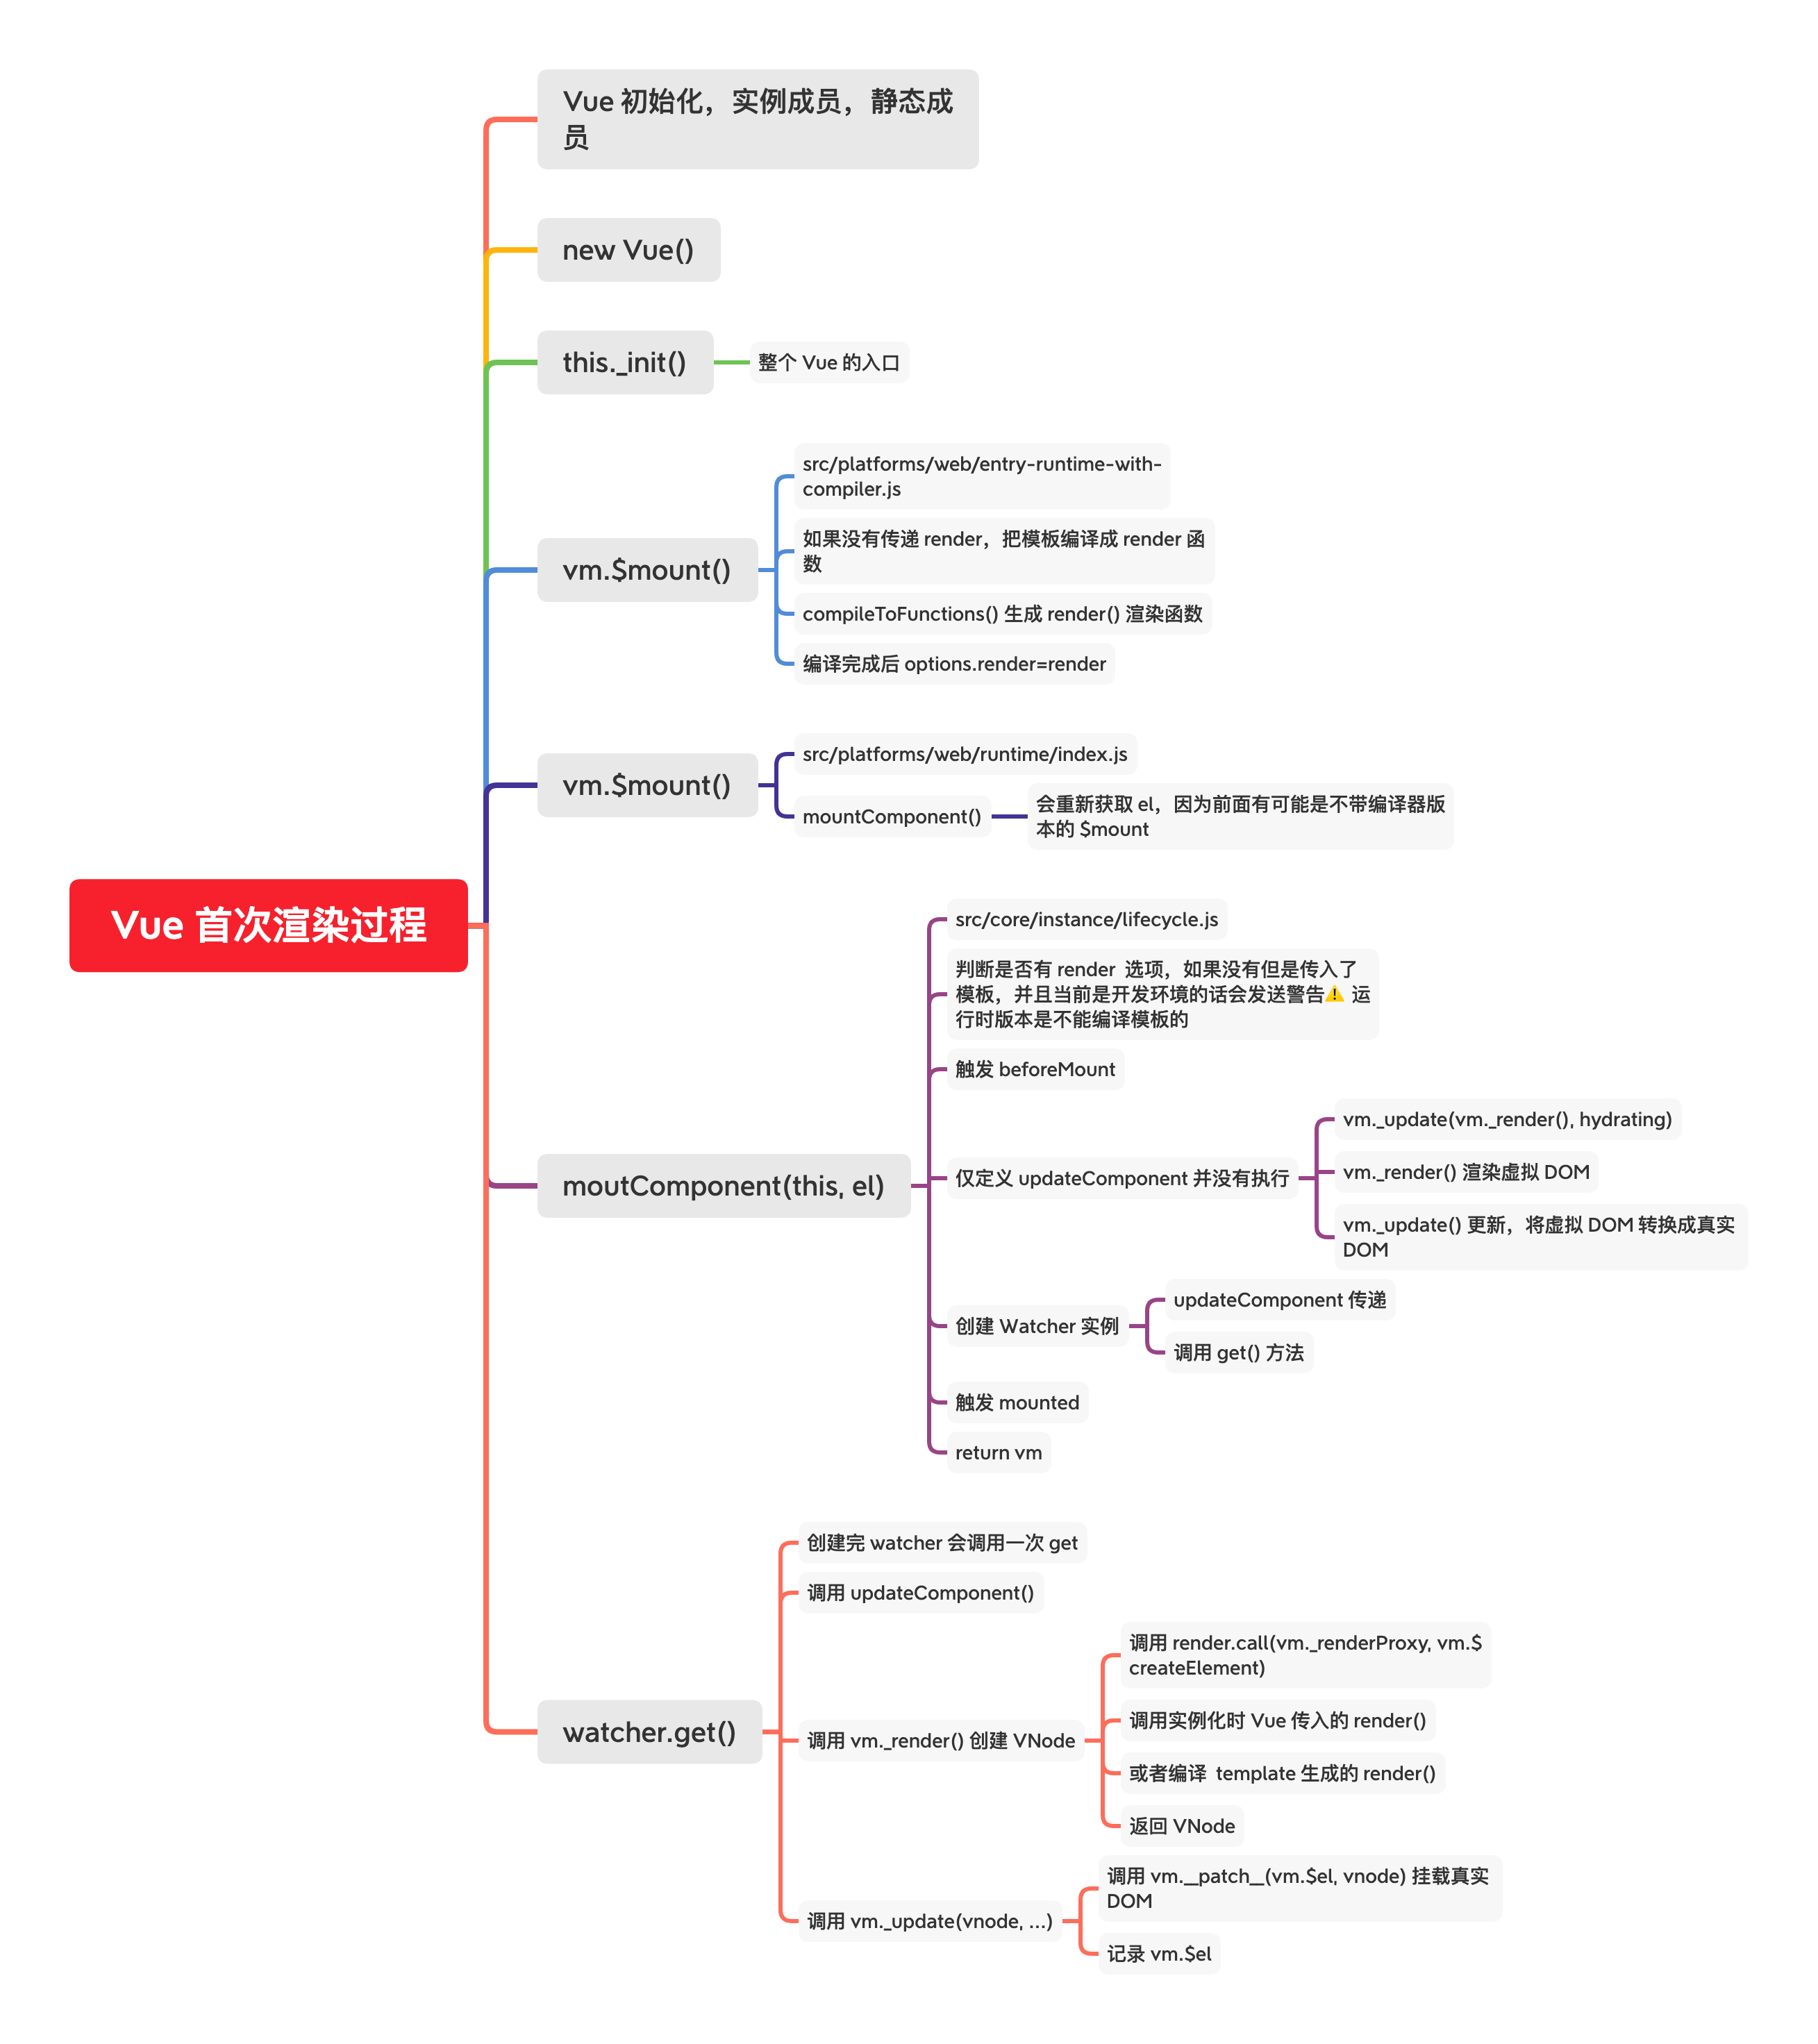 Vue 首次渲染过程
Vue 初始化，实例成员，静态成
员
new Vue()
this._init()
整个 Vue 的入口
vm.$mount()
src/platforms/web/entry-runtime-with-
compiler.js
如果没有传递 render，把模板编译成 render 函
数
compileToFunctions() 生成 render() 渲染函数
编译完成后 options.render=render
vm.$mount()
src/platforms/web/runtime/index.js
mountComponent()
会重新获取 el，因为前面有可能是不带编译器版
本的 $mount
moutComponent(this, el)
src/core/instance/lifecycle.js
判断是否有 render 选项，如果没有但是传入了
模板，并且当前是开发环境的话会发送警告⚠️ 运
行时版本是不能编译模板的
触发 beforeMount
仅定义 updateComponent 并没有执行
vm._update(vm._render(), hydrating)
vm._render() 渲染虚拟 DOM
vm._update() 更新，将虚拟 DOM 转换成真实
DOM
创建 Watcher 实例
updateComponent 传递
调用 get() 方法
触发 mounted
return vm
watcher.get()
创建完 watcher 会调用一次 get
调用 updateComponent()
调用 vm._render() 创建 VNode
调用 render.call(vm._renderProxy, vm.$
createElement)
调用实例化时 Vue 传入的 render()
或者编译 template 生成的 render()
返回 VNode
调用 vm._update(vnode, ...)
调用 vm.__patch__(vm.$el, vnode) 挂载真实
DOM
记录 vm.$el